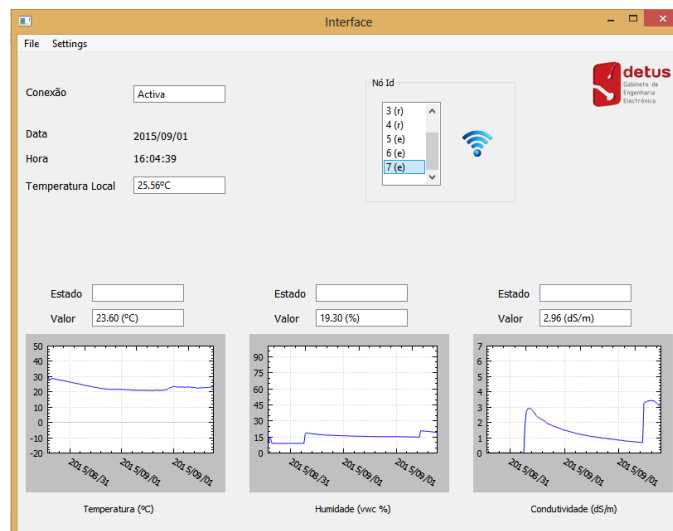 Interface
File Settings
detus
Gabinete de
Engenharia
Electrónica
Conexão Activa
Data 2015/09/01
Hora 16:04:39
Temperatura Local 25.56ºC
Nó Id
3 (r)
4 (r)
5 (e)
6 (e)
7 (e)
Estado
Valor 23.60 (ºC)
50
40
30
20
10
0
-10
-20
2015/08/31 2015/09/01 2015/09/01
Temperatura (ºC)
Estado
Valor 19.30 (%)
90
75
60
45
30
15
0
2015/08/31 2015/09/01 2015/09/01
Humidade (vwc %)
Estado
Valor 2.96 (dS/m)
7
6
5
4
3
2
1
0
2015/08/31 2015/09/01 2015/09/01
Condutividade (dS/m)